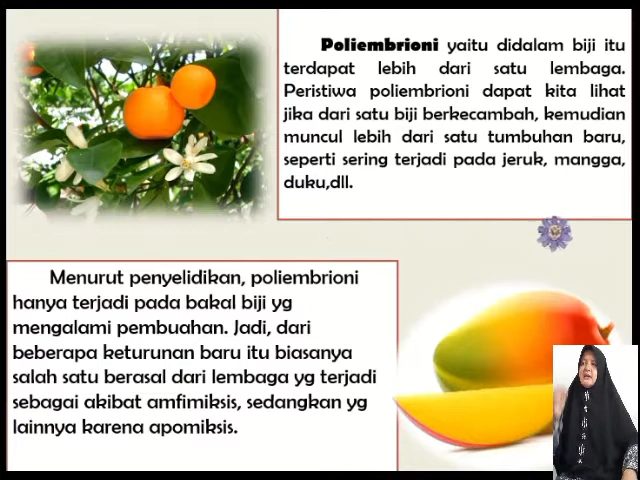 Poliembrioni yaitu didalam biji itu
terdapat lebih dari satu lembaga.
Peristiwa poliembrioni dapat kita lihat
jika dari satu biji berkecambah, kemudian
muncul lebih dari satu tumbuhan baru,
seperti sering terjadi pada jeruk, mangga,
duku,dll.
Menurut penyelidikan, poliembrioni
hanya terjadi pada bakal biji yg
mengalami pembuahan. Jadi, dari
beberapa keturunan baru itu biasanya
salah satu berasal dari lembaga yg terjadi
sebagai akibat amfimiksis, sedangkan yg
lainnya karena apomiksis.